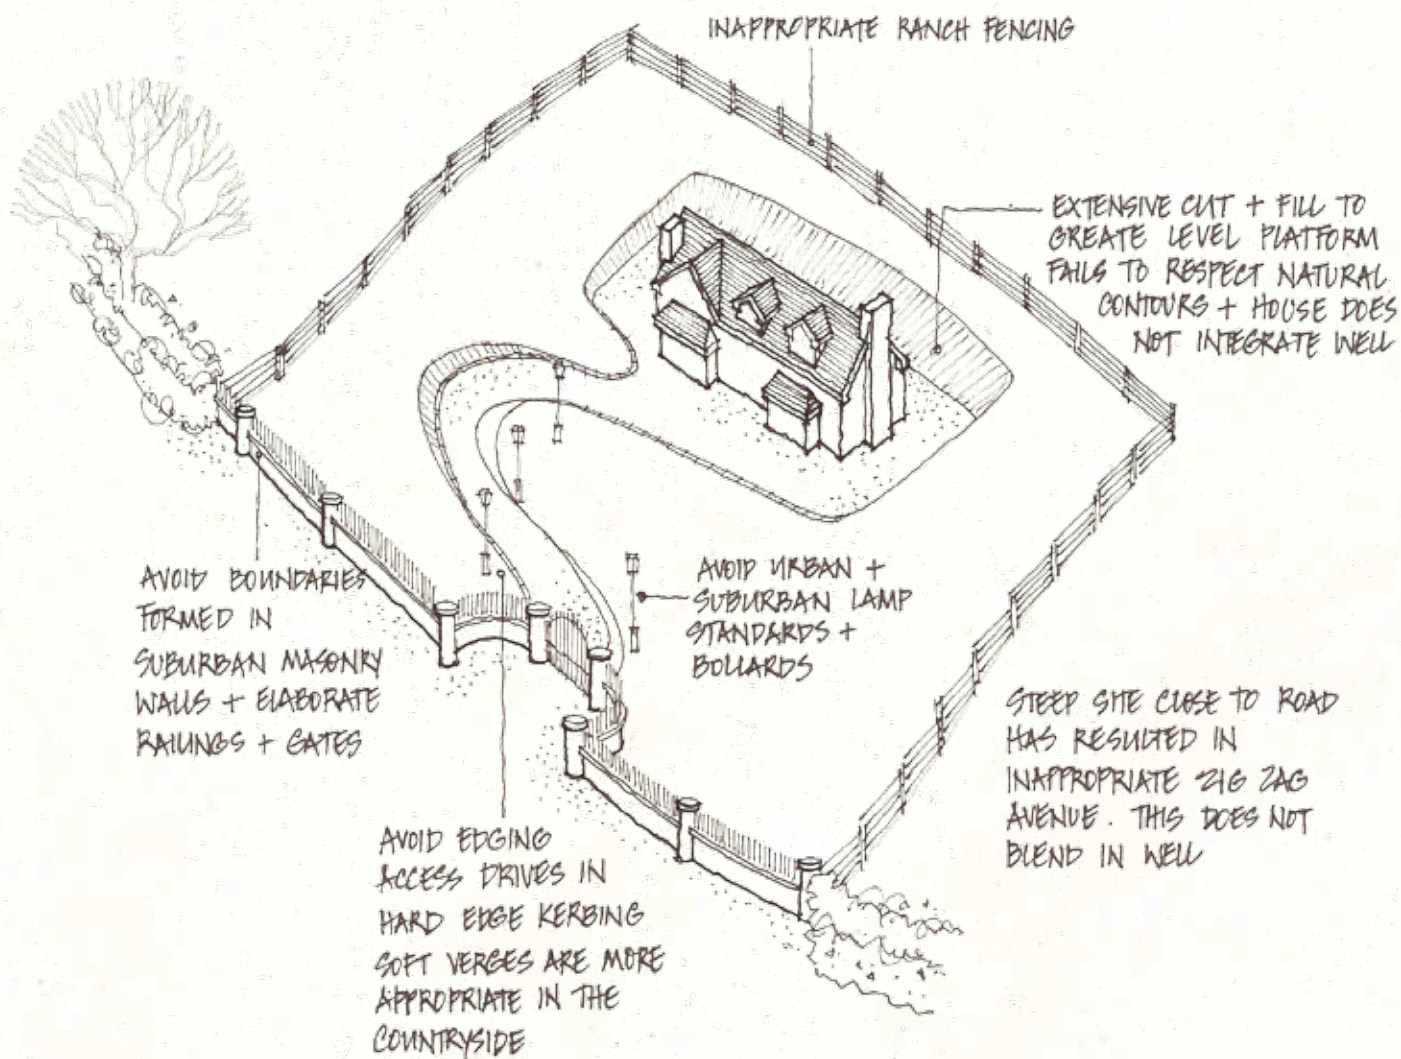 INAPPROPRIATE RANCH FENCING
EXTENSIVE CUT + FILL TO
CREATE LEVEL PLATFORM
FAILS TO RESPECT NATURAL
CONTOURS + HOUSE DOES
NOT INTEGRATE WELL
AVOID BOUNDARIES
FORMED IN
SUBURBAN MASONRY
WALLS + ELABORATE
RAILINGS + GATES
AVOID URBAN +
SUBURBAN LAMP
STANDARDS +
BOLLARDS
STEEP SITE CLOSE TO ROAD
HAS RESULTED IN
INAPPROPRIATE ZIG ZAG
AVENUE. THIS DOES NOT
BLEND IN WELL
AVOID EDGING
ACCESS DRIVES IN
HARD EDGE KERBING
SOFT VERGES ARE MORE
APPROPRIATE IN THE
COUNTRYSIDE